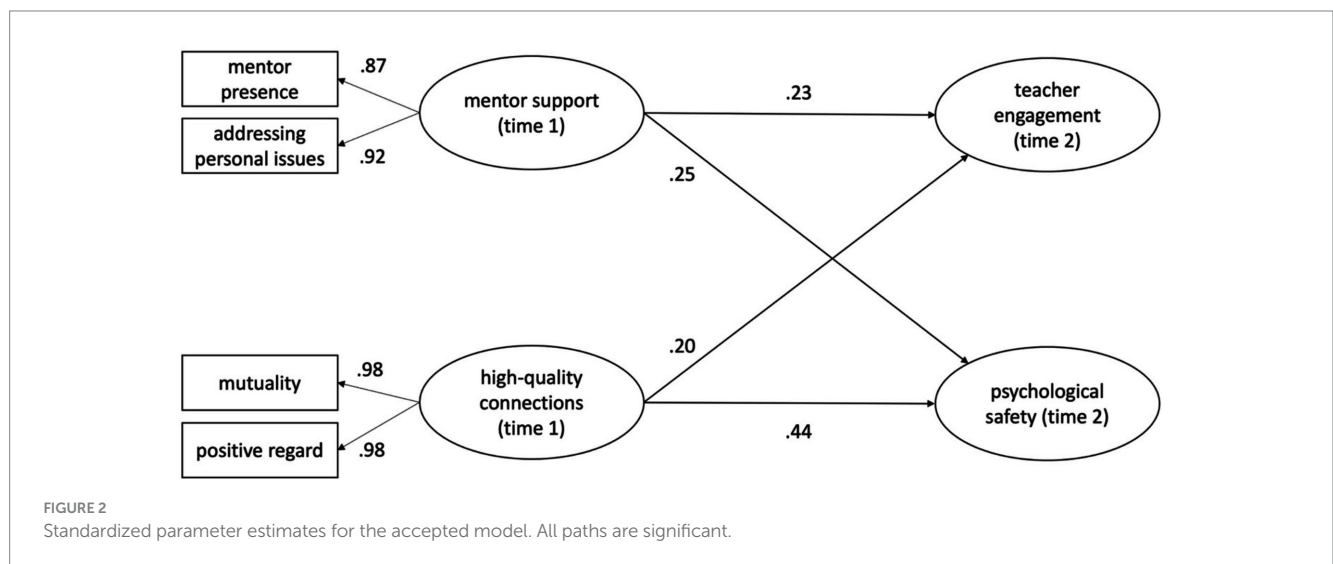 mentor
presence
.87
addressing
personal issues
.92
mentor support
(time 1)
.23
.25
teacher
engagement
(time 2)
mutuality
.98
positive regard
.98
high-quality
connections
(time 1)
.20
.44
psychological
safety (time 2)
FIGURE 2
Standardized parameter estimates for the accepted model. All paths are significant.